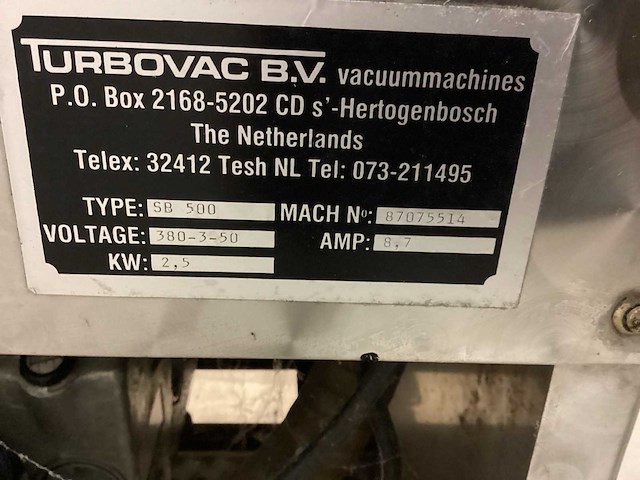 TURBOVAC B.V. vacuummachines
P.O. Box 2168-5202 CD s'-Hertogenbosch
The Netherlands
Telex: 32412 Tesh NL Tel: 073-211495
TYPE: SB 500 MACH Nº: 87075514
VOLTAGE: 380-3-50 AMP: 8,7
KW: 2,5